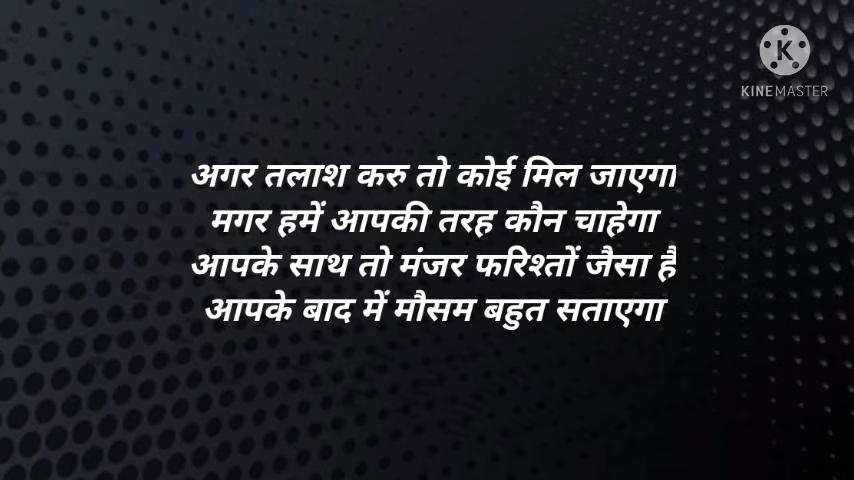 K
KINEMASTER
अगर तलाश करु तो कोई मिल जाएगा
मगर हमें आपकी तरह कौन चाहेगा
आपके साथ तो मंजर फरिश्तों जैसा है
आपके बाद में मौसम बहुत सताएगा